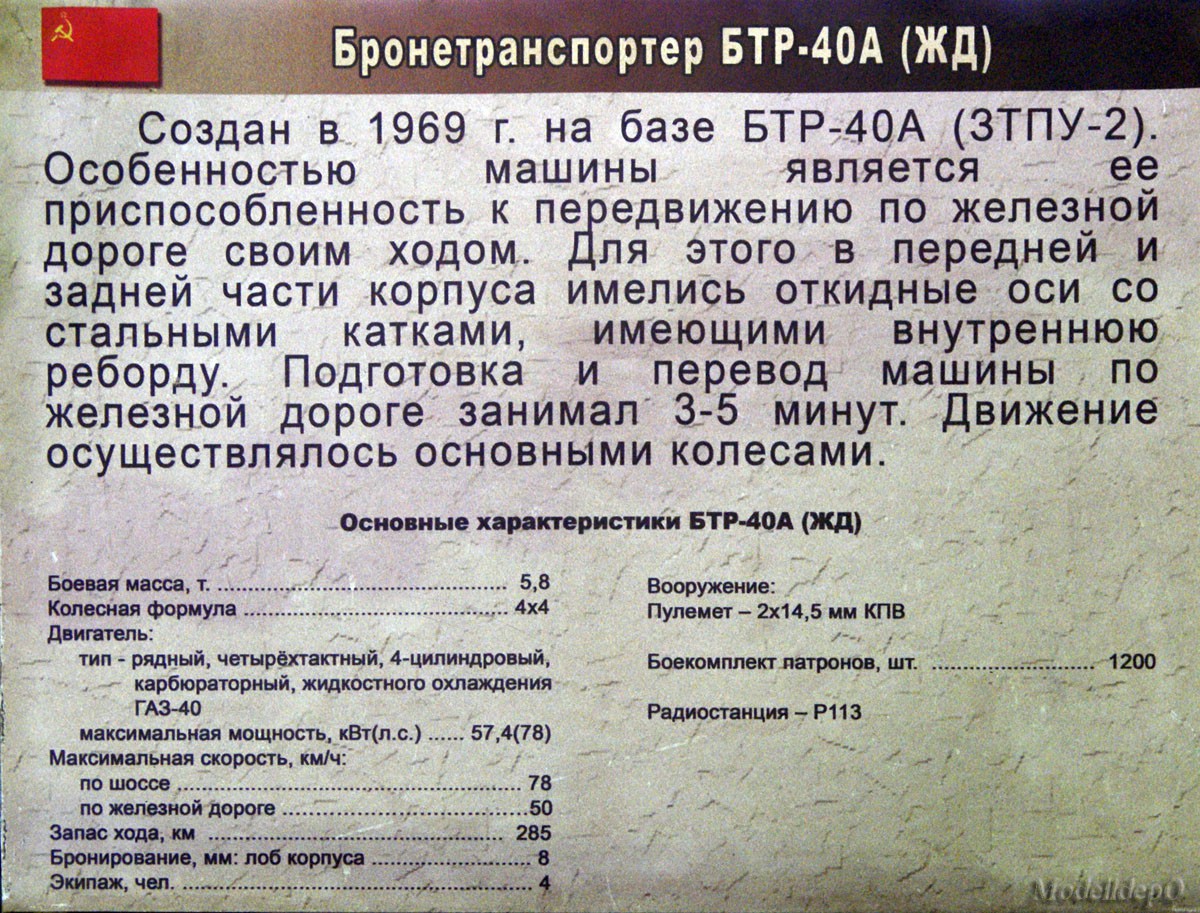 Бронетранспортер БТР-40А (ЖД)
Создан в 1969 г. на базе БТР-40А (ЗТПУ-2).
Особенностью машины является ее
приспособленность к передвижению по железной
дороге своим ходом. Для этого в передней и
задней части корпуса имелись откидные оси со
стальными катками, имеющими внутреннюю
реборду. Подготовка и перевод машины по
железной дороге занимал 3-5 минут. Движение
осуществлялось основными колесами.
Основные характеристики БТР-40А (ЖД)
Боевая масса, т. .......................................... 5,8
Колесная формула ...................................... 4x4
Двигатель:
тип - рядный, четырёхтактный, 4-цилиндровый,
карбюраторный, жидкостного охлаждения
ГАЗ-40
максимальная мощность, кВт(л.с.) ...... 57,4(78)
Максимальная скорость, км/ч:
по шоссе .................................................. 78
по железной дороге ...................................50
Запас хода, км .......................................... 285
Бронирование, мм: лоб корпуса ....................... 8
Экипаж, чел. .................................................... 4
Вооружение:
Пулемет – 2х14,5 мм КПВ
Боекомплект патронов, шт. ........................ 1200
Радиостанция – Р113
ModelldepO